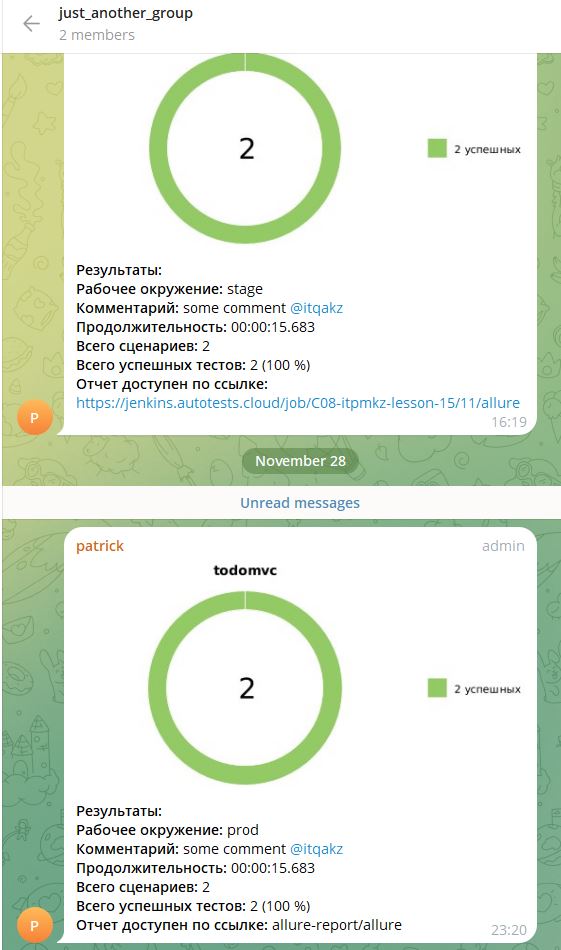 just_another_group
2 members
2
2 успешных
Результаты:
Рабочее окружение: stage
Комментарий: some comment @itqakz
Продолжительность: 00:00:15.683
Всего сценариев: 2
Всего успешных тестов: 2 (100 %)
Отчет доступен по ссылке:
https://jenkins.autotests.cloud/job/C08-itpmkz-lesson-15/11/allure
P
16:19
November 28
Unread messages
patrick admin
todomvc
2
2 успешных
Результаты:
Рабочее окружение: prod
Комментарий: some comment @itqakz
Продолжительность: 00:00:15.683
Всего сценариев: 2
Всего успешных тестов: 2 (100 %)
Отчет доступен по ссылке: allure-report/allure
P
23:20